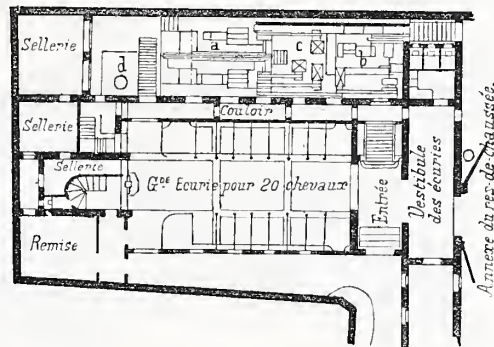 Sellerie
d
a
c
b
Sellerie
Couloir
Sellerie
Gde Ecurie pour 20 chevaux
Entrée
Vestibule
des écuries
Annexe du rez-de-chaussée.
Remise